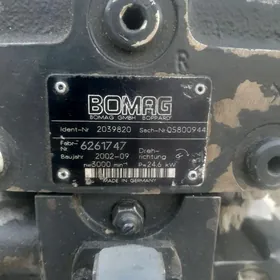 BOMAG
BOMAG GMBH BOPPARD
Ident-Nr 2039820 Sach-Nr QS800944
Fabr- Nr. 6261747 Dreh- richtung
Baujahr 2002-09
n=3000 min⁻¹ P=24,6 kW
MADE IN GERMANY
R